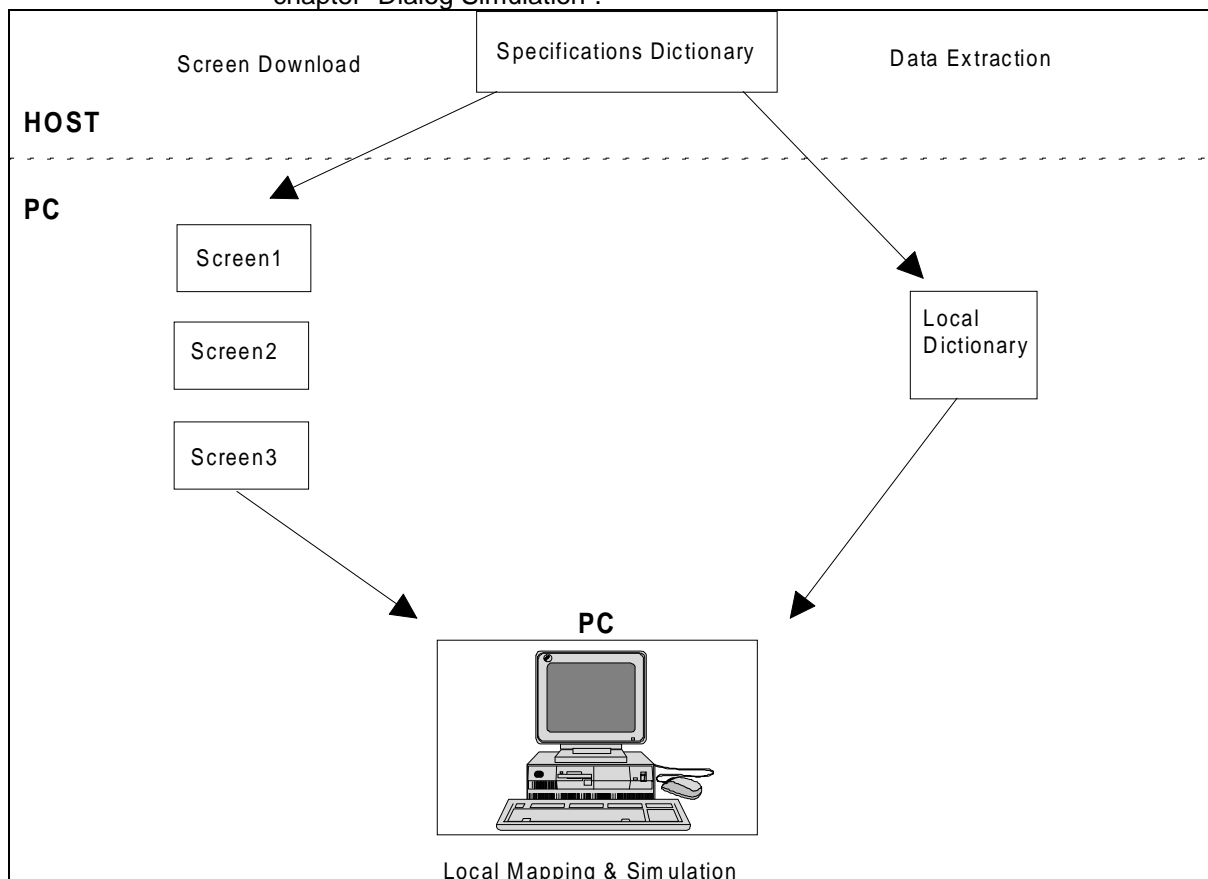 chapter "Dialog Simulation".
Screen Download
Specifications Dictionary
Data Extraction
HOST
PC
Screen1
Screen2
Screen3
Local
Dictionary
PC
Local Mapping & Simulation